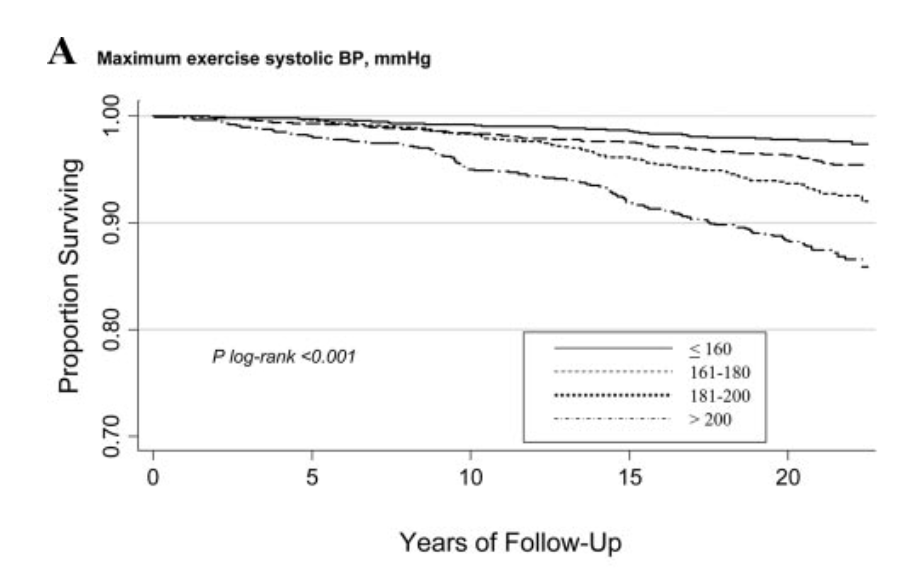 A Maximum exercise systolic BP, mmHg
1.00
0.90
0.80
0.70
Proportion Surviving
P log-rank <0.001
≤ 160
161-180
181-200
> 200
0 5 10 15 20
Years of Follow-Up